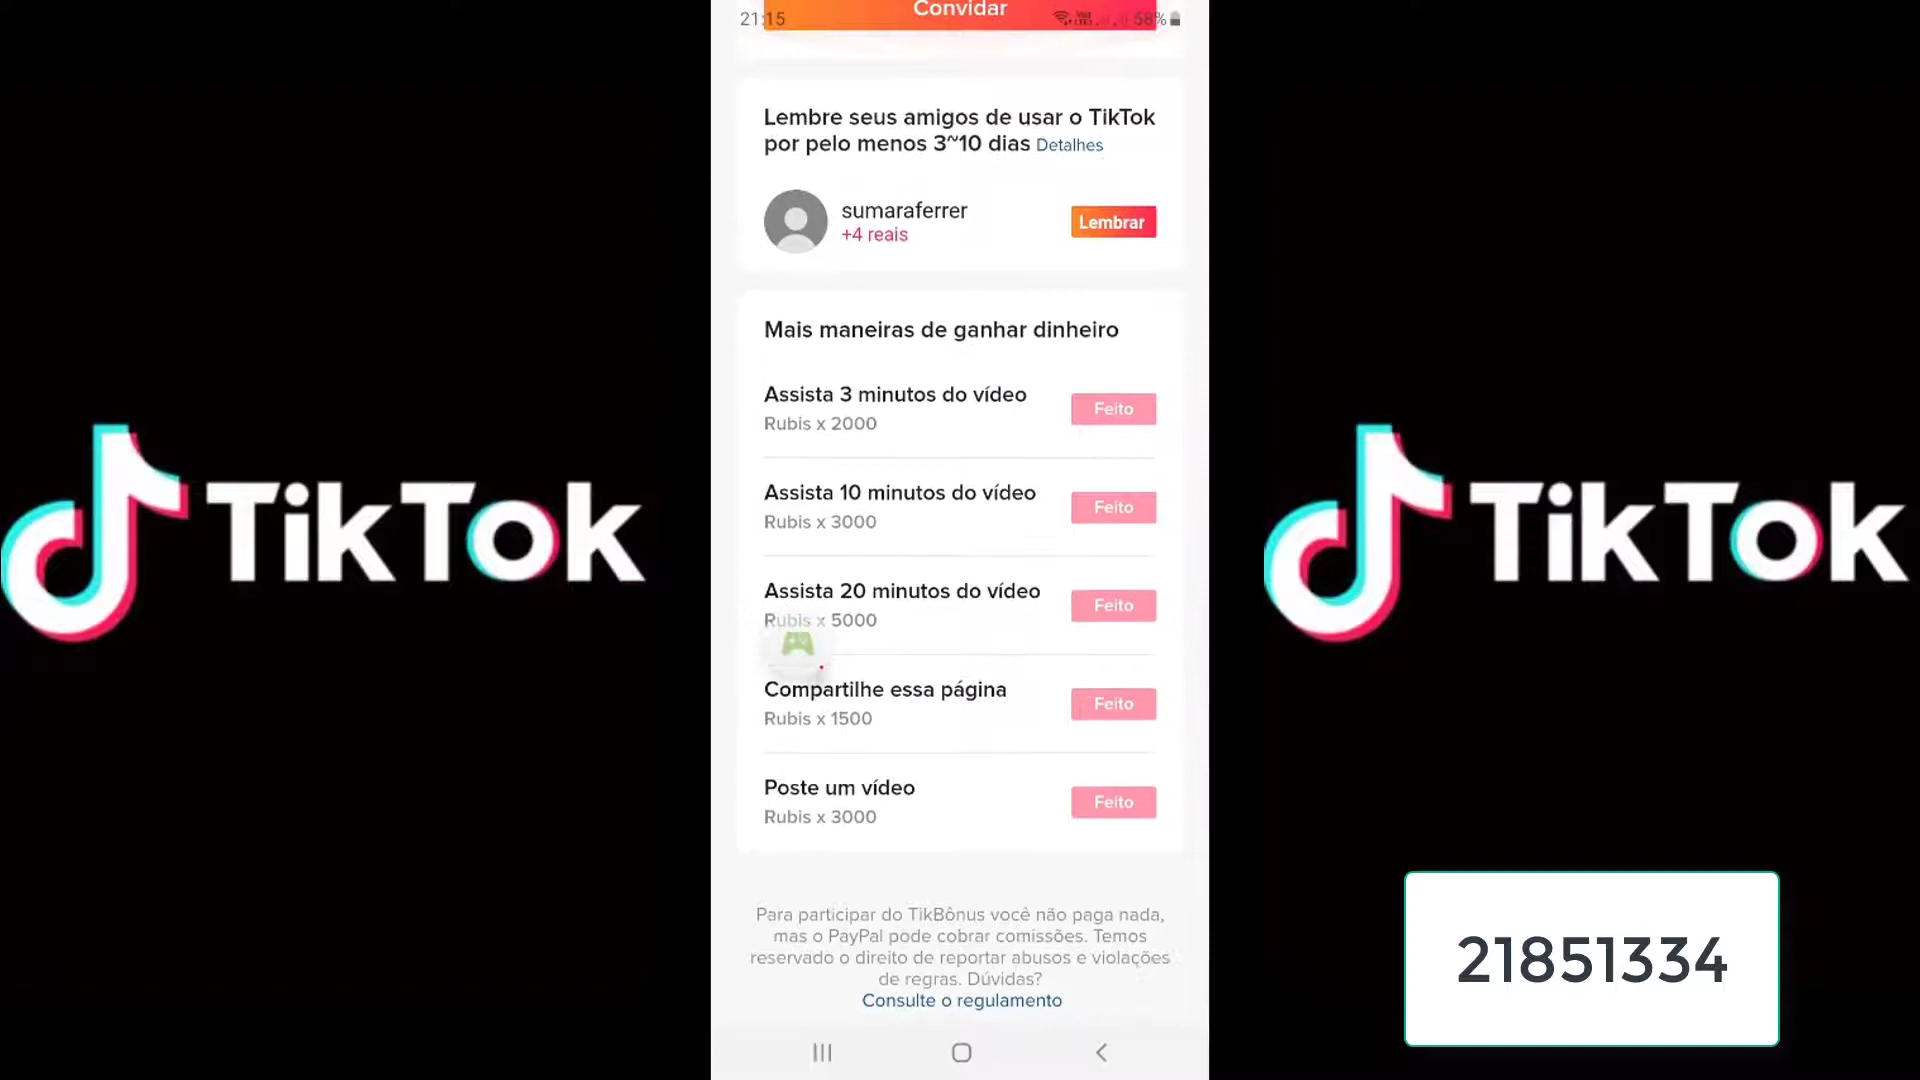 Convidar
21:15
58%
Lembre seus amigos de usar o TikTok
por pelo menos 3~10 dias Detalhes
sumaraferrer
+4 reais
Lembrar
Mais maneiras de ganhar dinheiro
Assista 3 minutos do vídeo
Rubis x 2000
Feito
Assista 10 minutos do vídeo
Rubis x 3000
Feito
Assista 20 minutos do vídeo
Rubis x 5000
Feito
Compartilhe essa página
Rubis x 1500
Feito
Poste um vídeo
Rubis x 3000
Feito
Para participar do TikBônus você não paga nada,
mas o PayPal pode cobrar comissões. Temos
reservado o direito de reportar abusos e violações
de regras. Dúvidas?
Consulte o regulamento
TikTok
TikTok
21851334